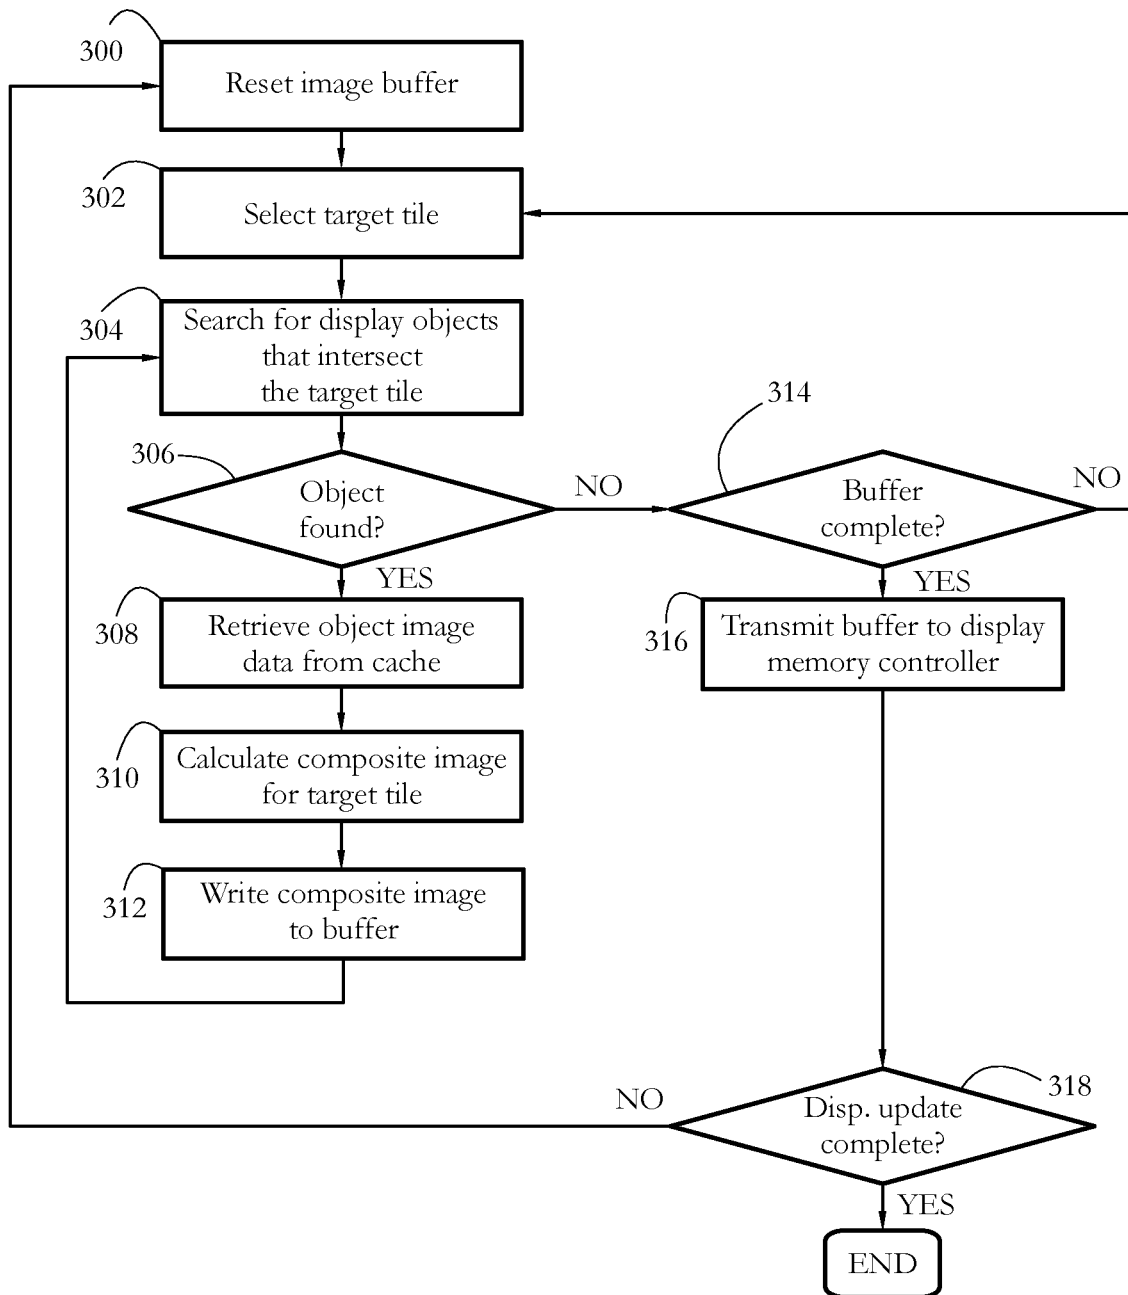 300
Reset image buffer
302
Select target tile
304
Search for display objects
that intersect
the target tile
306
Object
found?
NO
YES
308
Retrieve object image
data from cache
310
Calculate composite image
for target tile
312
Write composite image
to buffer
314
Buffer
complete?
NO
YES
316
Transmit buffer to display
memory controller
318
Disp. update
complete?
NO
YES
END